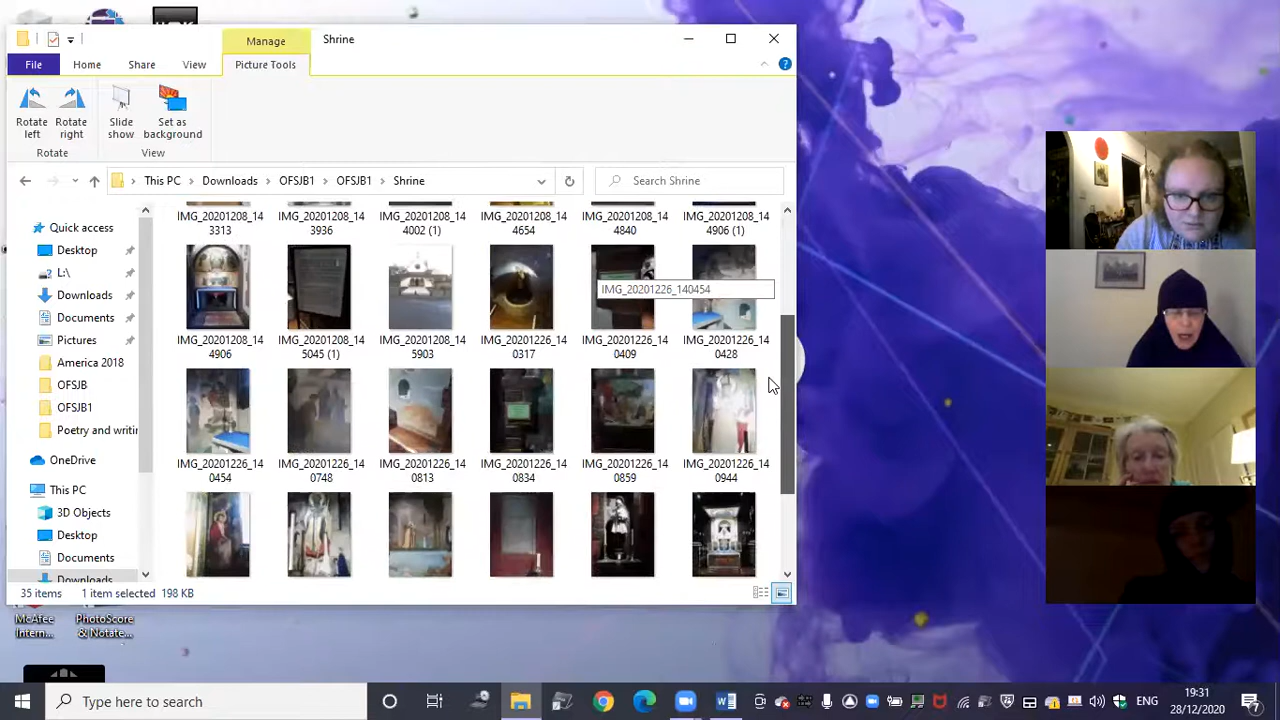 Manage
Shrine
File
Home
Share
View
Picture Tools
Rotate left
Rotate right
Slide show
Set as background
Rotate
View
This PC
Downloads
OFSJB1
OFSJB1
Shrine
Search Shrine
Quick access
Desktop
L:\
Downloads
Documents
Pictures
America 2018
OFSJB
OFSJB1
Poetry and writin
OneDrive
This PC
3D Objects
Desktop
Documents
Downloads
IMG_20201208_14
3313
IMG_20201208_14
3936
IMG_20201208_14
4002 (1)
IMG_20201208_14
4654
IMG_20201208_14
4840
IMG_20201208_14
4906 (1)
IMG_20201226_140454
IMG_20201208_14
4906
IMG_20201208_14
5045 (1)
IMG_20201208_14
5903
IMG_20201226_14
0317
IMG_20201226_14
0409
IMG_20201226_14
0428
IMG_20201226_14
0454
IMG_20201226_14
0748
IMG_20201226_14
0813
IMG_20201226_14
0834
IMG_20201226_14
0859
IMG_20201226_14
0944
35 items
1 item selected 198 KB
McAfee
Intern...
PhotoScore
& Notate...
Type here to search
ENG
19:31
28/12/2020